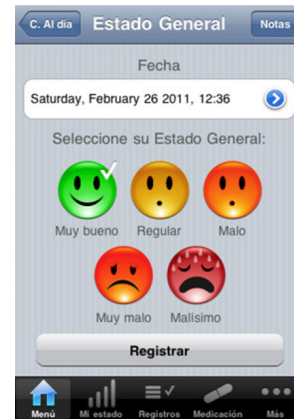 C. Al día Estado General Notas
Fecha
Saturday, February 26 2011, 12:36
Seleccione su Estado General:
Muy bueno Regular Malo
Muy malo Malísimo
Registrar
Menú Mi estado Registros Medicación Más